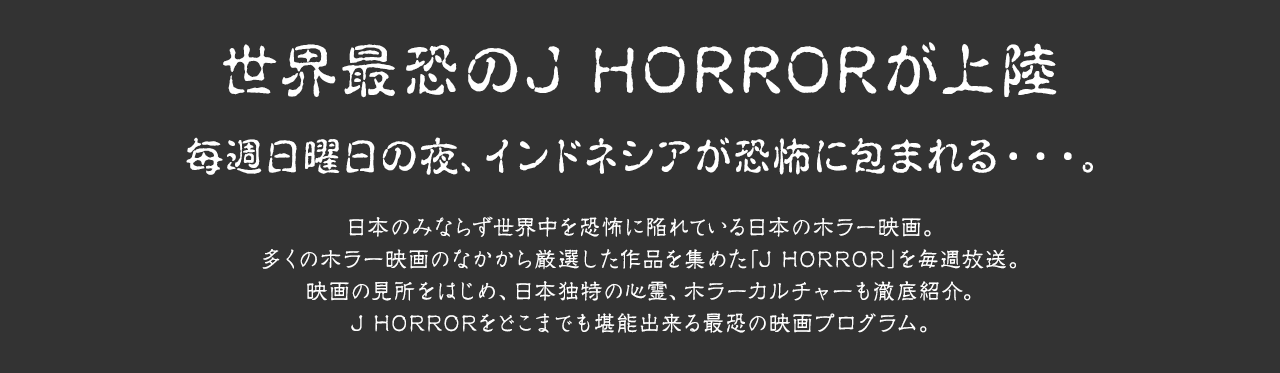 世界最恐のJ HORRORが上陸
毎週日曜日の夜、インドネシアが恐怖に包まれる・・・。
日本のみならず世界中を恐怖に陥れている日本のホラー映画。
多くのホラー映画のなかから厳選した作品を集めた「J HORROR」を毎週放送。
映画の見所をはじめ、日本独特の心霊、ホラーカルチャーも徹底紹介。
J HORRORをどこまでも堪能出来る最恐の映画プログラム。